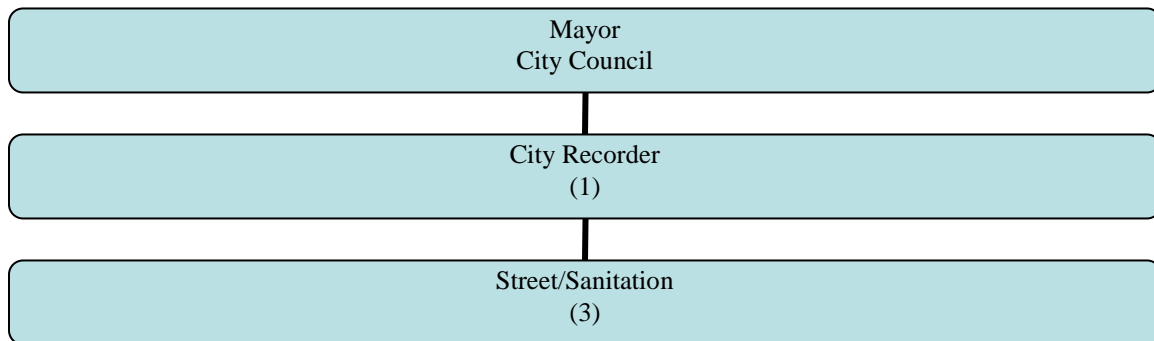 Mayor
City Council
City Recorder
(1)
Street/Sanitation
(3)